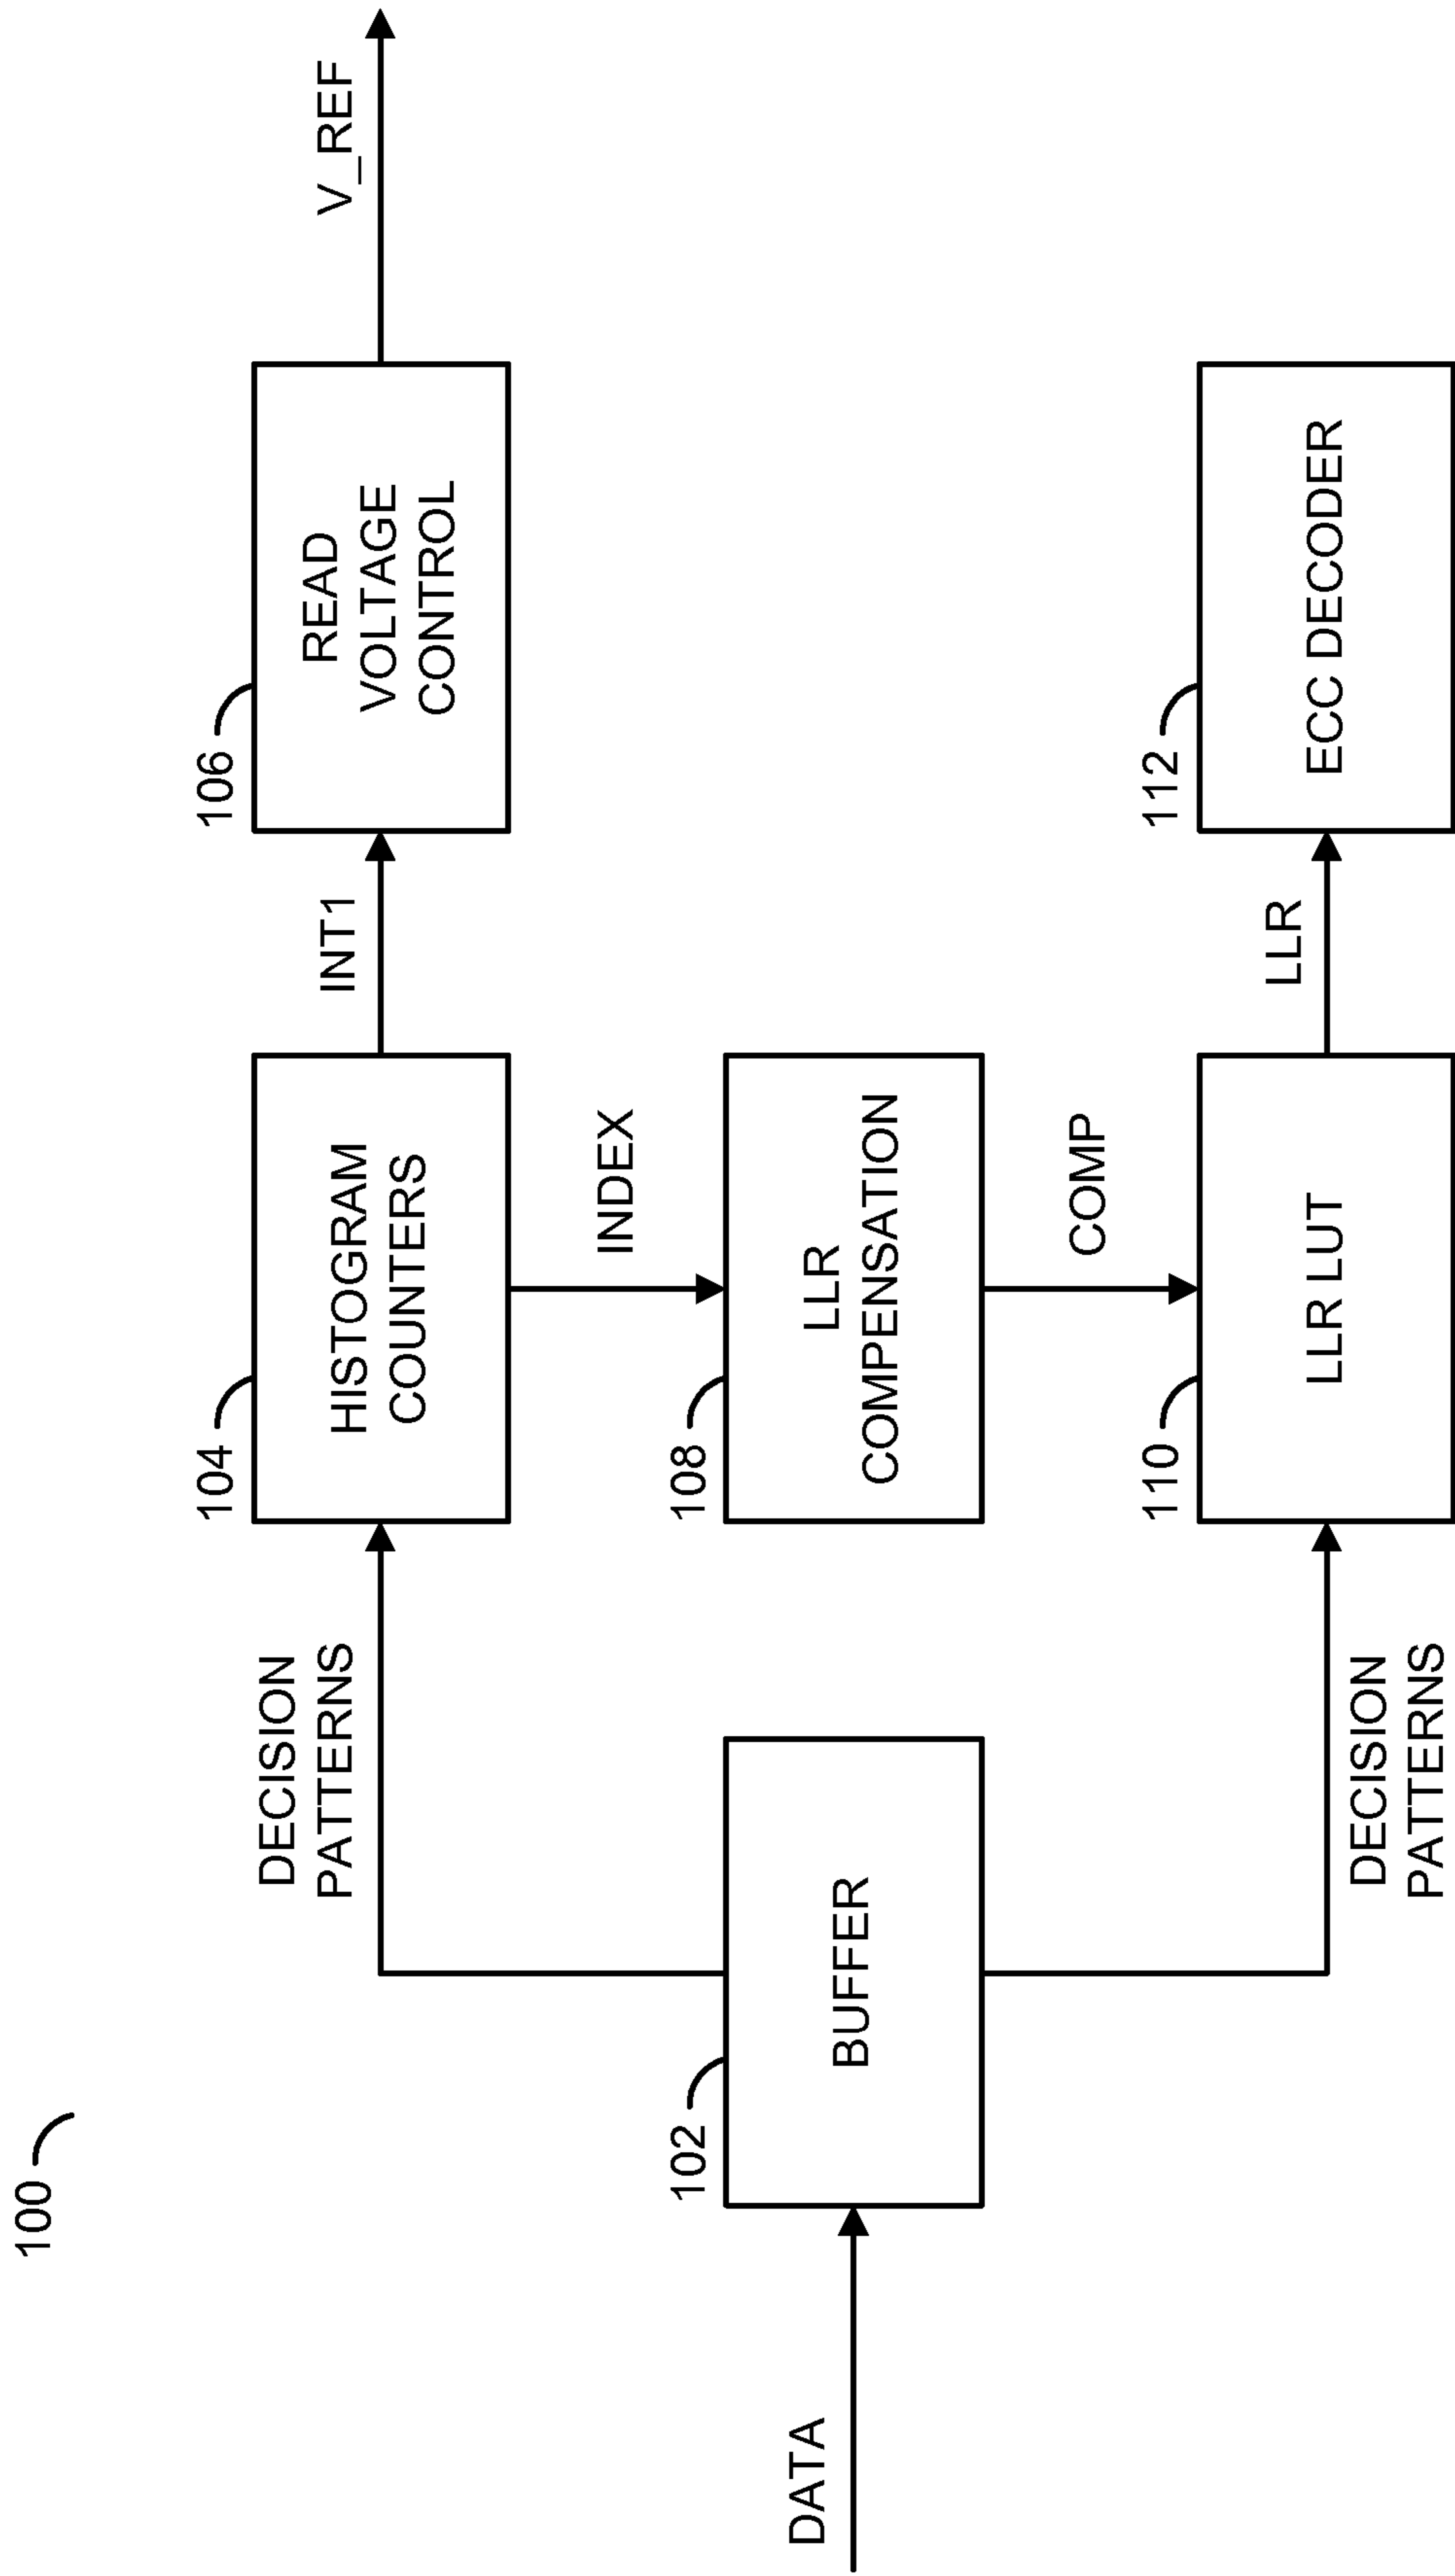 100
DECISION
PATTERNS
104
HISTOGRAM
COUNTERS
INT1
106
READ
VOLTAGE
CONTROL
V_REF
INDEX
DATA
102
BUFFER
108
LLR
COMPENSATION
COMP
DECISION
PATTERNS
110
LLR LUT
LLR
112
ECC DECODER